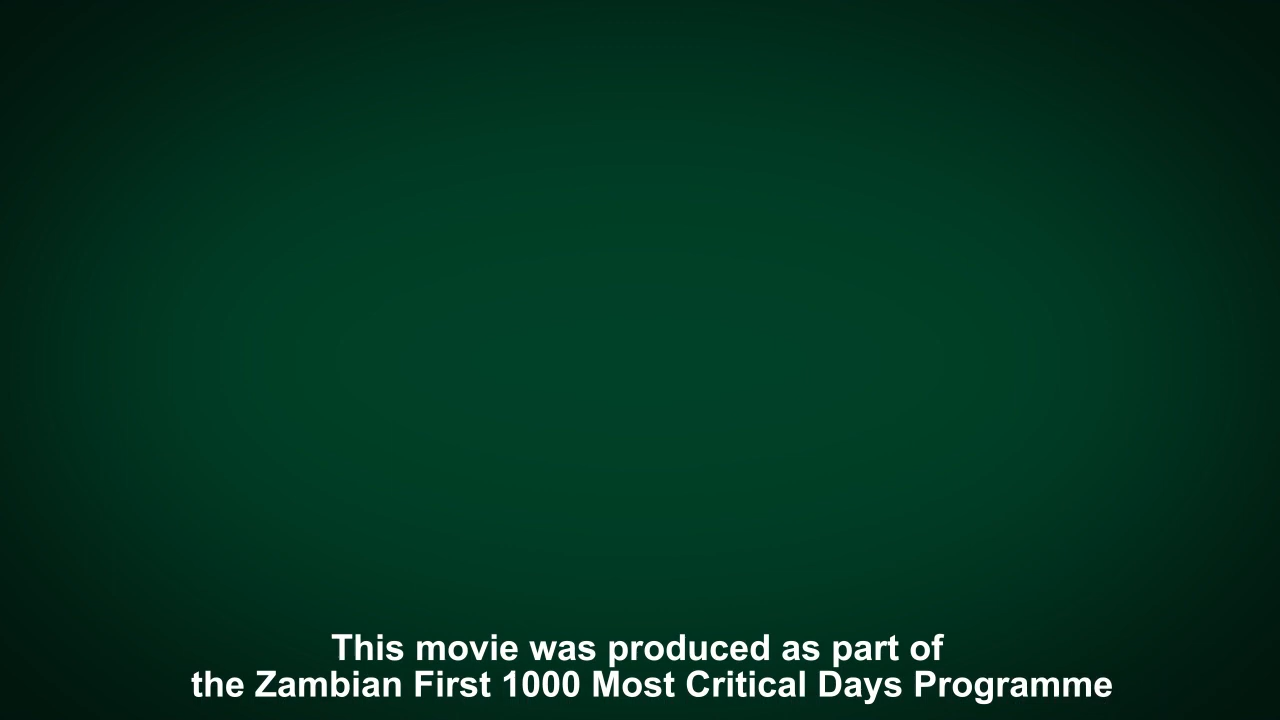 This movie was produced as part of
the Zambian First 1000 Most Critical Days Programme